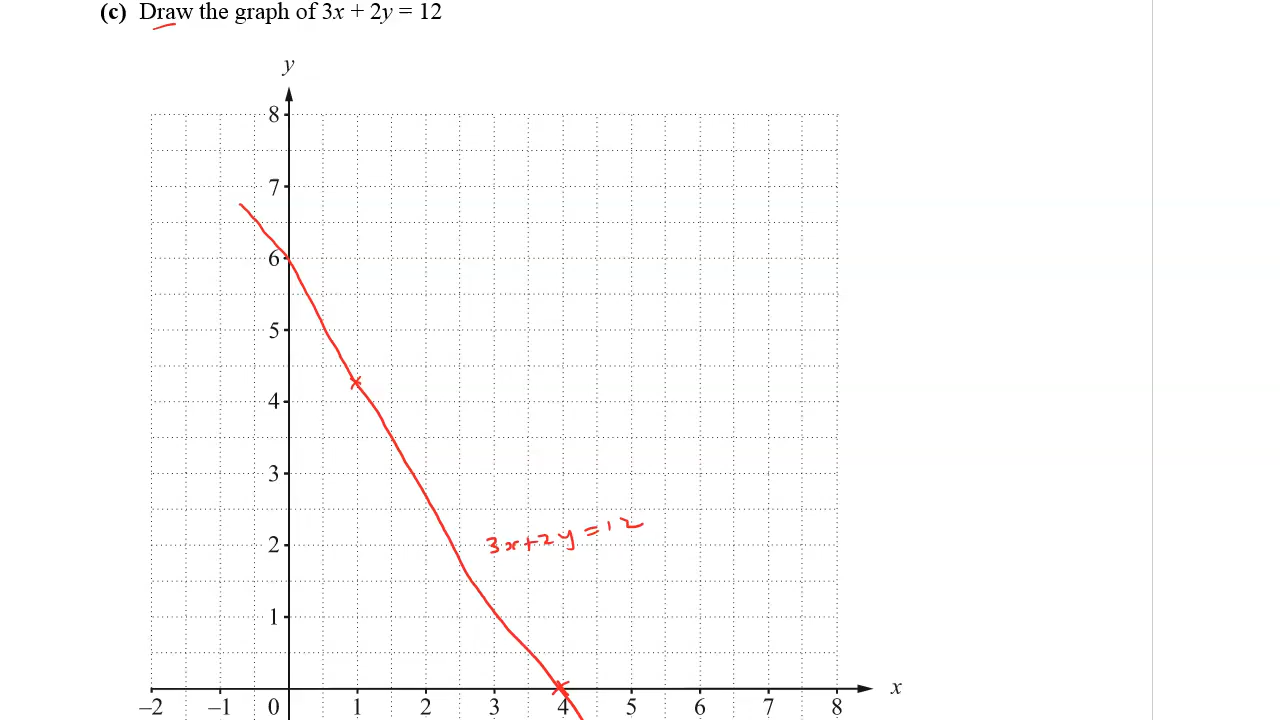 (c) Draw the graph of 3x + 2y = 12
y
8
7
6
5
4
3
3x+2y=12
2
1
x
–2 –1 0 1 2 3 4 5 6 7 8